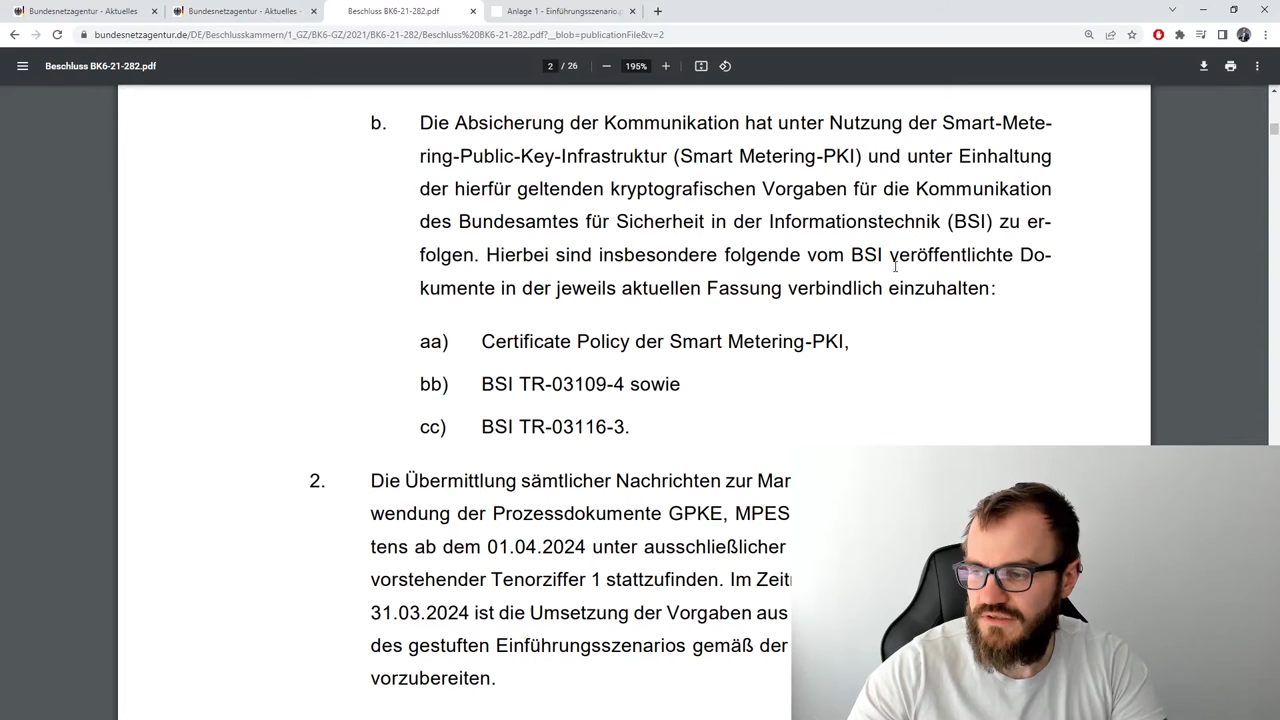 Bundesnetzagentur - Aktuelles
Bundesnetzagentur - Aktuelles -
Beschluss BK6-21-282.pdf
Anlage 1 - Einführungsszenario.p
bundesnetzagentur.de/DE/Beschlusskammern/1_GZ/BK6-GZ/2021/BK6-21-282/Beschluss%20BK6-21-282.pdf?__blob=publicationFile&v=2
Beschluss BK6-21-282.pdf
2 / 26
195%
b. Die Absicherung der Kommunikation hat unter Nutzung der Smart-Mete-
ring-Public-Key-Infrastruktur (Smart Metering-PKI) und unter Einhaltung
der hierfür geltenden kryptografischen Vorgaben für die Kommunikation
des Bundesamtes für Sicherheit in der Informationstechnik (BSI) zu er-
folgen. Hierbei sind insbesondere folgende vom BSI veröffentlichte Do-
kumente in der jeweils aktuellen Fassung verbindlich einzuhalten:
aa) Certificate Policy der Smart Metering-PKI,
bb) BSI TR-03109-4 sowie
cc) BSI TR-03116-3.
2. Die Übermittlung sämtlicher Nachrichten zur Mar
wendung der Prozessdokumente GPKE, MPES
tens ab dem 01.04.2024 unter ausschließlicher
vorstehender Tenorziffer 1 stattzufinden. Im Zeit
31.03.2024 ist die Umsetzung der Vorgaben aus
des gestuften Einführungsszenarios gemäß der
vorzubereiten.